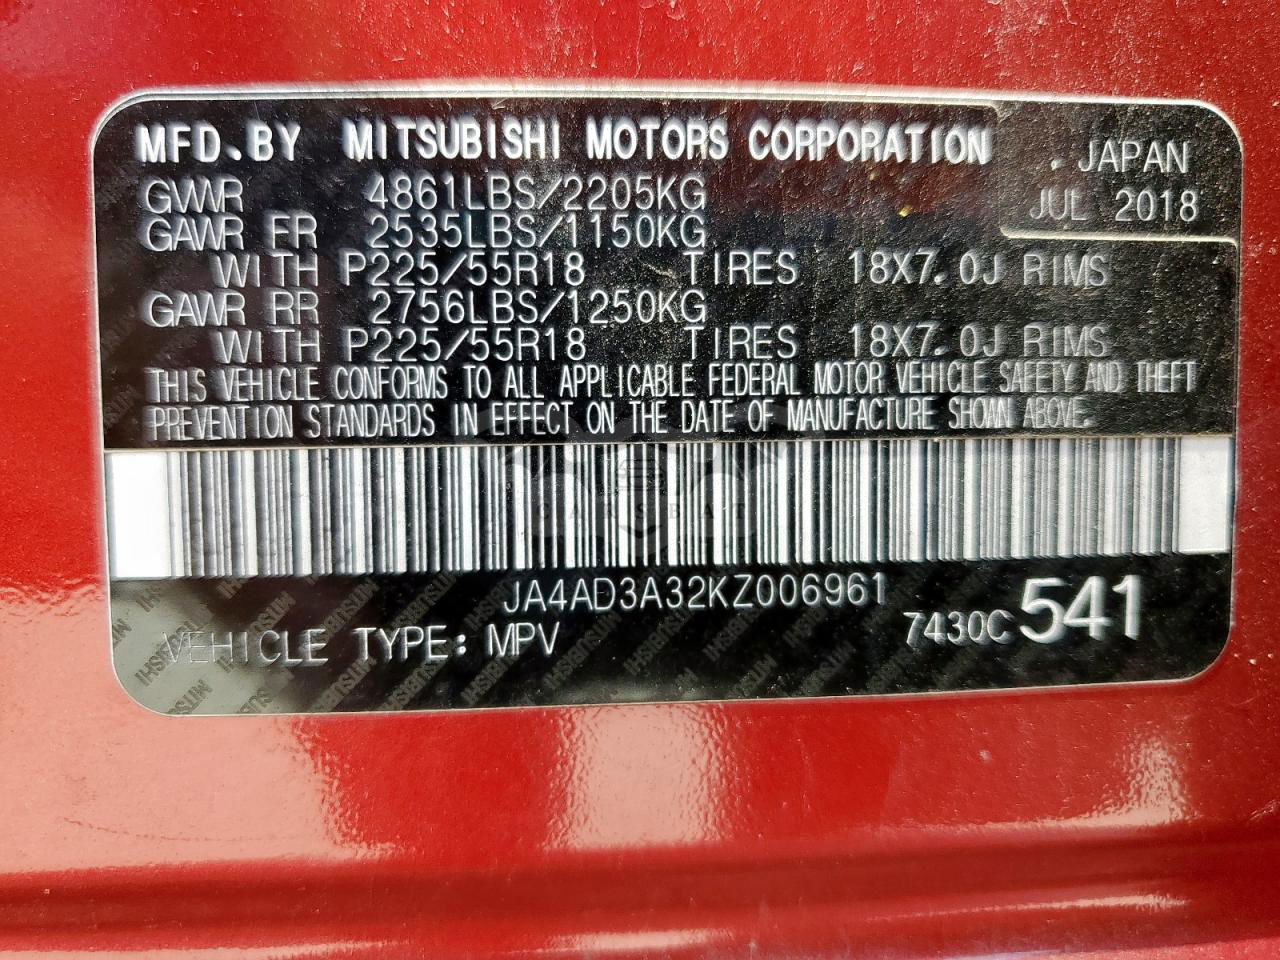 MFD.BY MITSUBISHI MOTORS CORPORATION
JAPAN
JUL 2018
GVWR 4861LBS/2205KG
GAWR FR 2535LBS/1150KG
WITH P225/55R18 TIRES 18X7.0J RIMS
GAWR RR 2756LBS/1250KG
WITH P225/55R18 TIRES 18X7.0J RIMS
THIS VEHICLE CONFORMS TO ALL APPLICABLE FEDERAL MOTOR VEHICLE SAFETY AND THEFT
PREVENTION STANDARDS IN EFFECT ON THE DATE OF MANUFACTURE SHOWN ABOVE.
JA4AD3A32KZ006961
7430C 541
VEHICLE TYPE: MPV